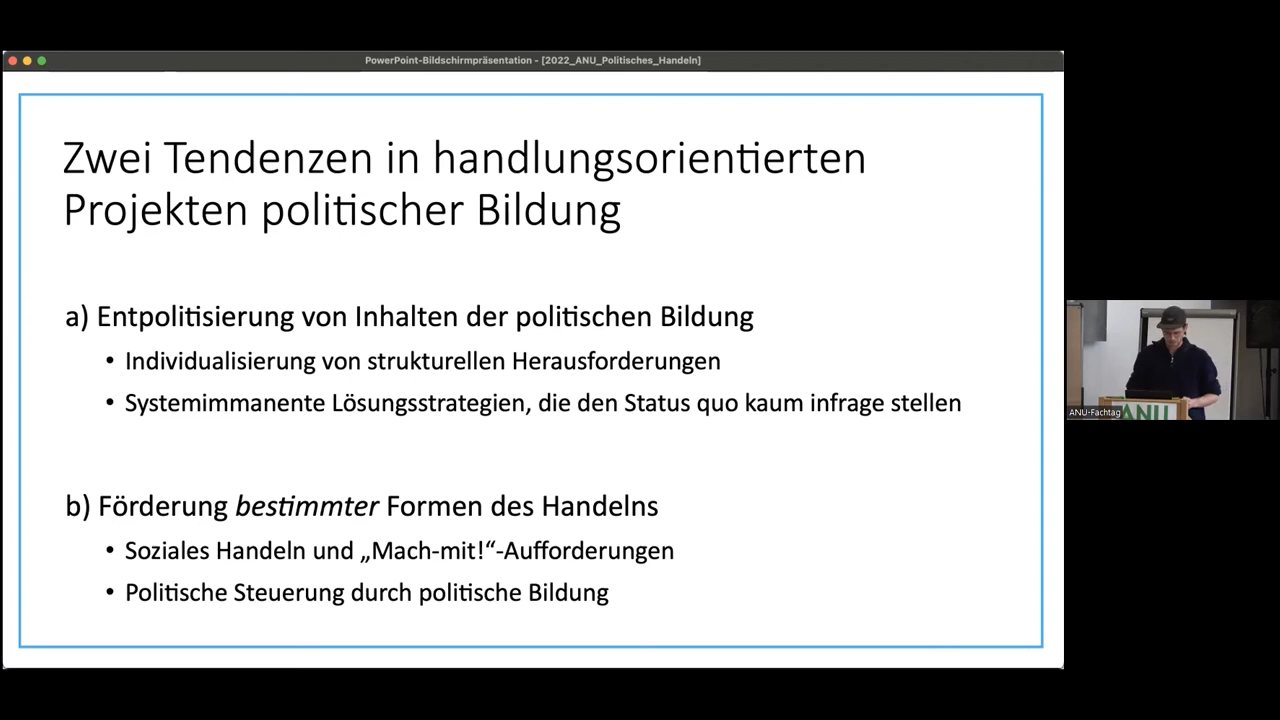 PowerPoint-Bildschirmpräsentation - [2022_ANU_Politisches_Handeln]
Zwei Tendenzen in handlungsorientierten
Projekten politischer Bildung
a) Entpolitisierung von Inhalten der politischen Bildung
• Individualisierung von strukturellen Herausforderungen
• Systemimmanente Lösungsstrategien, die den Status quo kaum infrage stellen
b) Förderung bestimmter Formen des Handelns
• Soziales Handeln und „Mach-mit!“-Aufforderungen
• Politische Steuerung durch politische Bildung
ANU-Fachtag
ANU